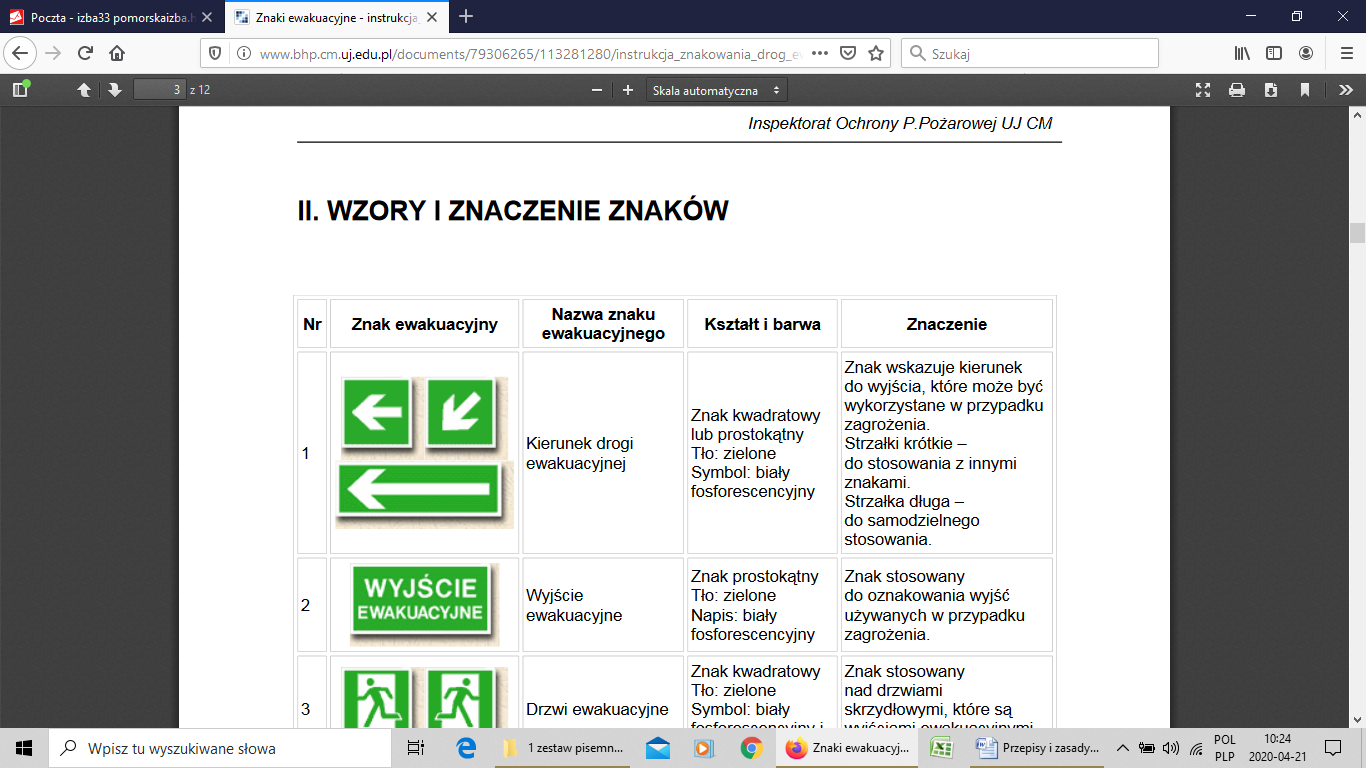 Poczta - izba33 pomorskaizba.h
Znaki ewakuacyjne - instrukcja
www.bhp.cm.uj.edu.pl/documents/79306265/113281280/instrukcja_znakowania_drog_e
Szukaj
3 z 12
Skala automatyczna
Inspektorat Ochrony P.Pożarowej UJ CM
II. WZORY I ZNACZENIE ZNAKÓW
Nr
Znak ewakuacyjny
Nazwa znaku
ewakuacyjnego
Kształt i barwa
Znaczenie
1
Kierunek drogi
ewakuacyjnej
Znak kwadratowy
lub prostokątny
Tło: zielone
Symbol: biały
fosforescencyjny
Znak wskazuje kierunek
do wyjścia, które może być
wykorzystane w przypadku
zagrożenia.
Strzałki krótkie –
do stosowania z innymi
znakami.
Strzałka długa –
do samodzielnego
stosowania.
2
WYJŚCIE
EWAKUACYJNE
Wyjście
ewakuacyjne
Znak prostokątny
Tło: zielone
Napis: biały
fosforescencyjny
Znak stosowany
do oznakowania wyjść
używanych w przypadku
zagrożenia.
3
Drzwi ewakuacyjne
Znak kwadratowy
Tło: zielone
Symbol: biały
fosforescencyjny i
Znak stosowany
nad drzwiami
skrzydłowymi, które są
wyjściami ewakuacyjnymi
Wpisz tu wyszukiwane słowa
1 zestaw pisemn...
Znaki ewakuacyj...
Przepisy i zasady...
POL
PLP
10:24
2020-04-21